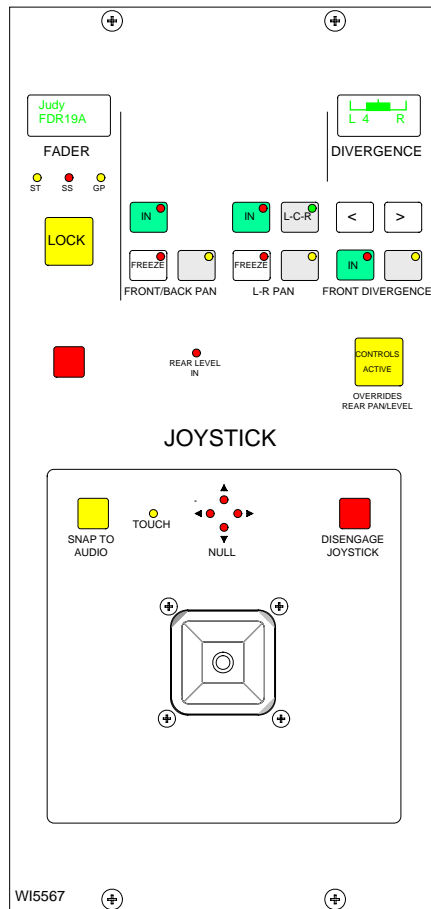 Judy
FDR19A
L 4 R
FADER
DIVERGENCE
ST SS GP
IN
IN
L-C-R
< >
LOCK
FREEZE
FREEZE
IN
FRONT/BACK PAN
L-R PAN
FRONT DIVERGENCE
REAR LEVEL
IN
CONTROLS
ACTIVE
OVERRIDES
REAR PAN/LEVEL
JOYSTICK
TOUCH
SNAP TO
AUDIO
-
NULL
DISENGAGE
JOYSTICK
WI5567